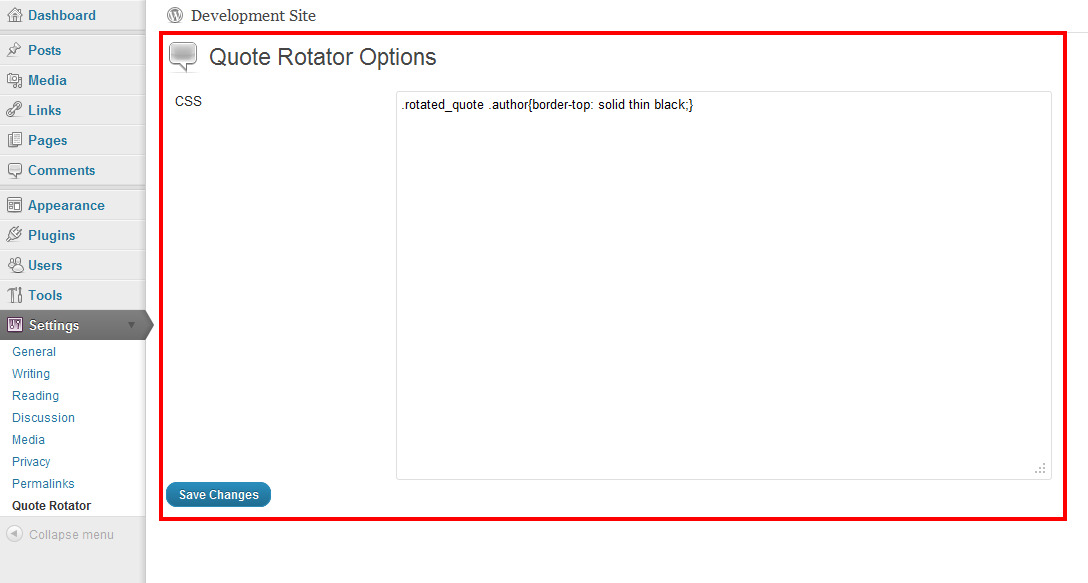 Dashboard
Posts
Media
Links
Pages
Comments
Appearance
Plugins
Users
Tools
Settings
General
Writing
Reading
Discussion
Media
Privacy
Permalinks
Quote Rotator
Collapse menu
Development Site
Quote Rotator Options
CSS
.rotated_quote .author{border-top: solid thin black;}
Save Changes